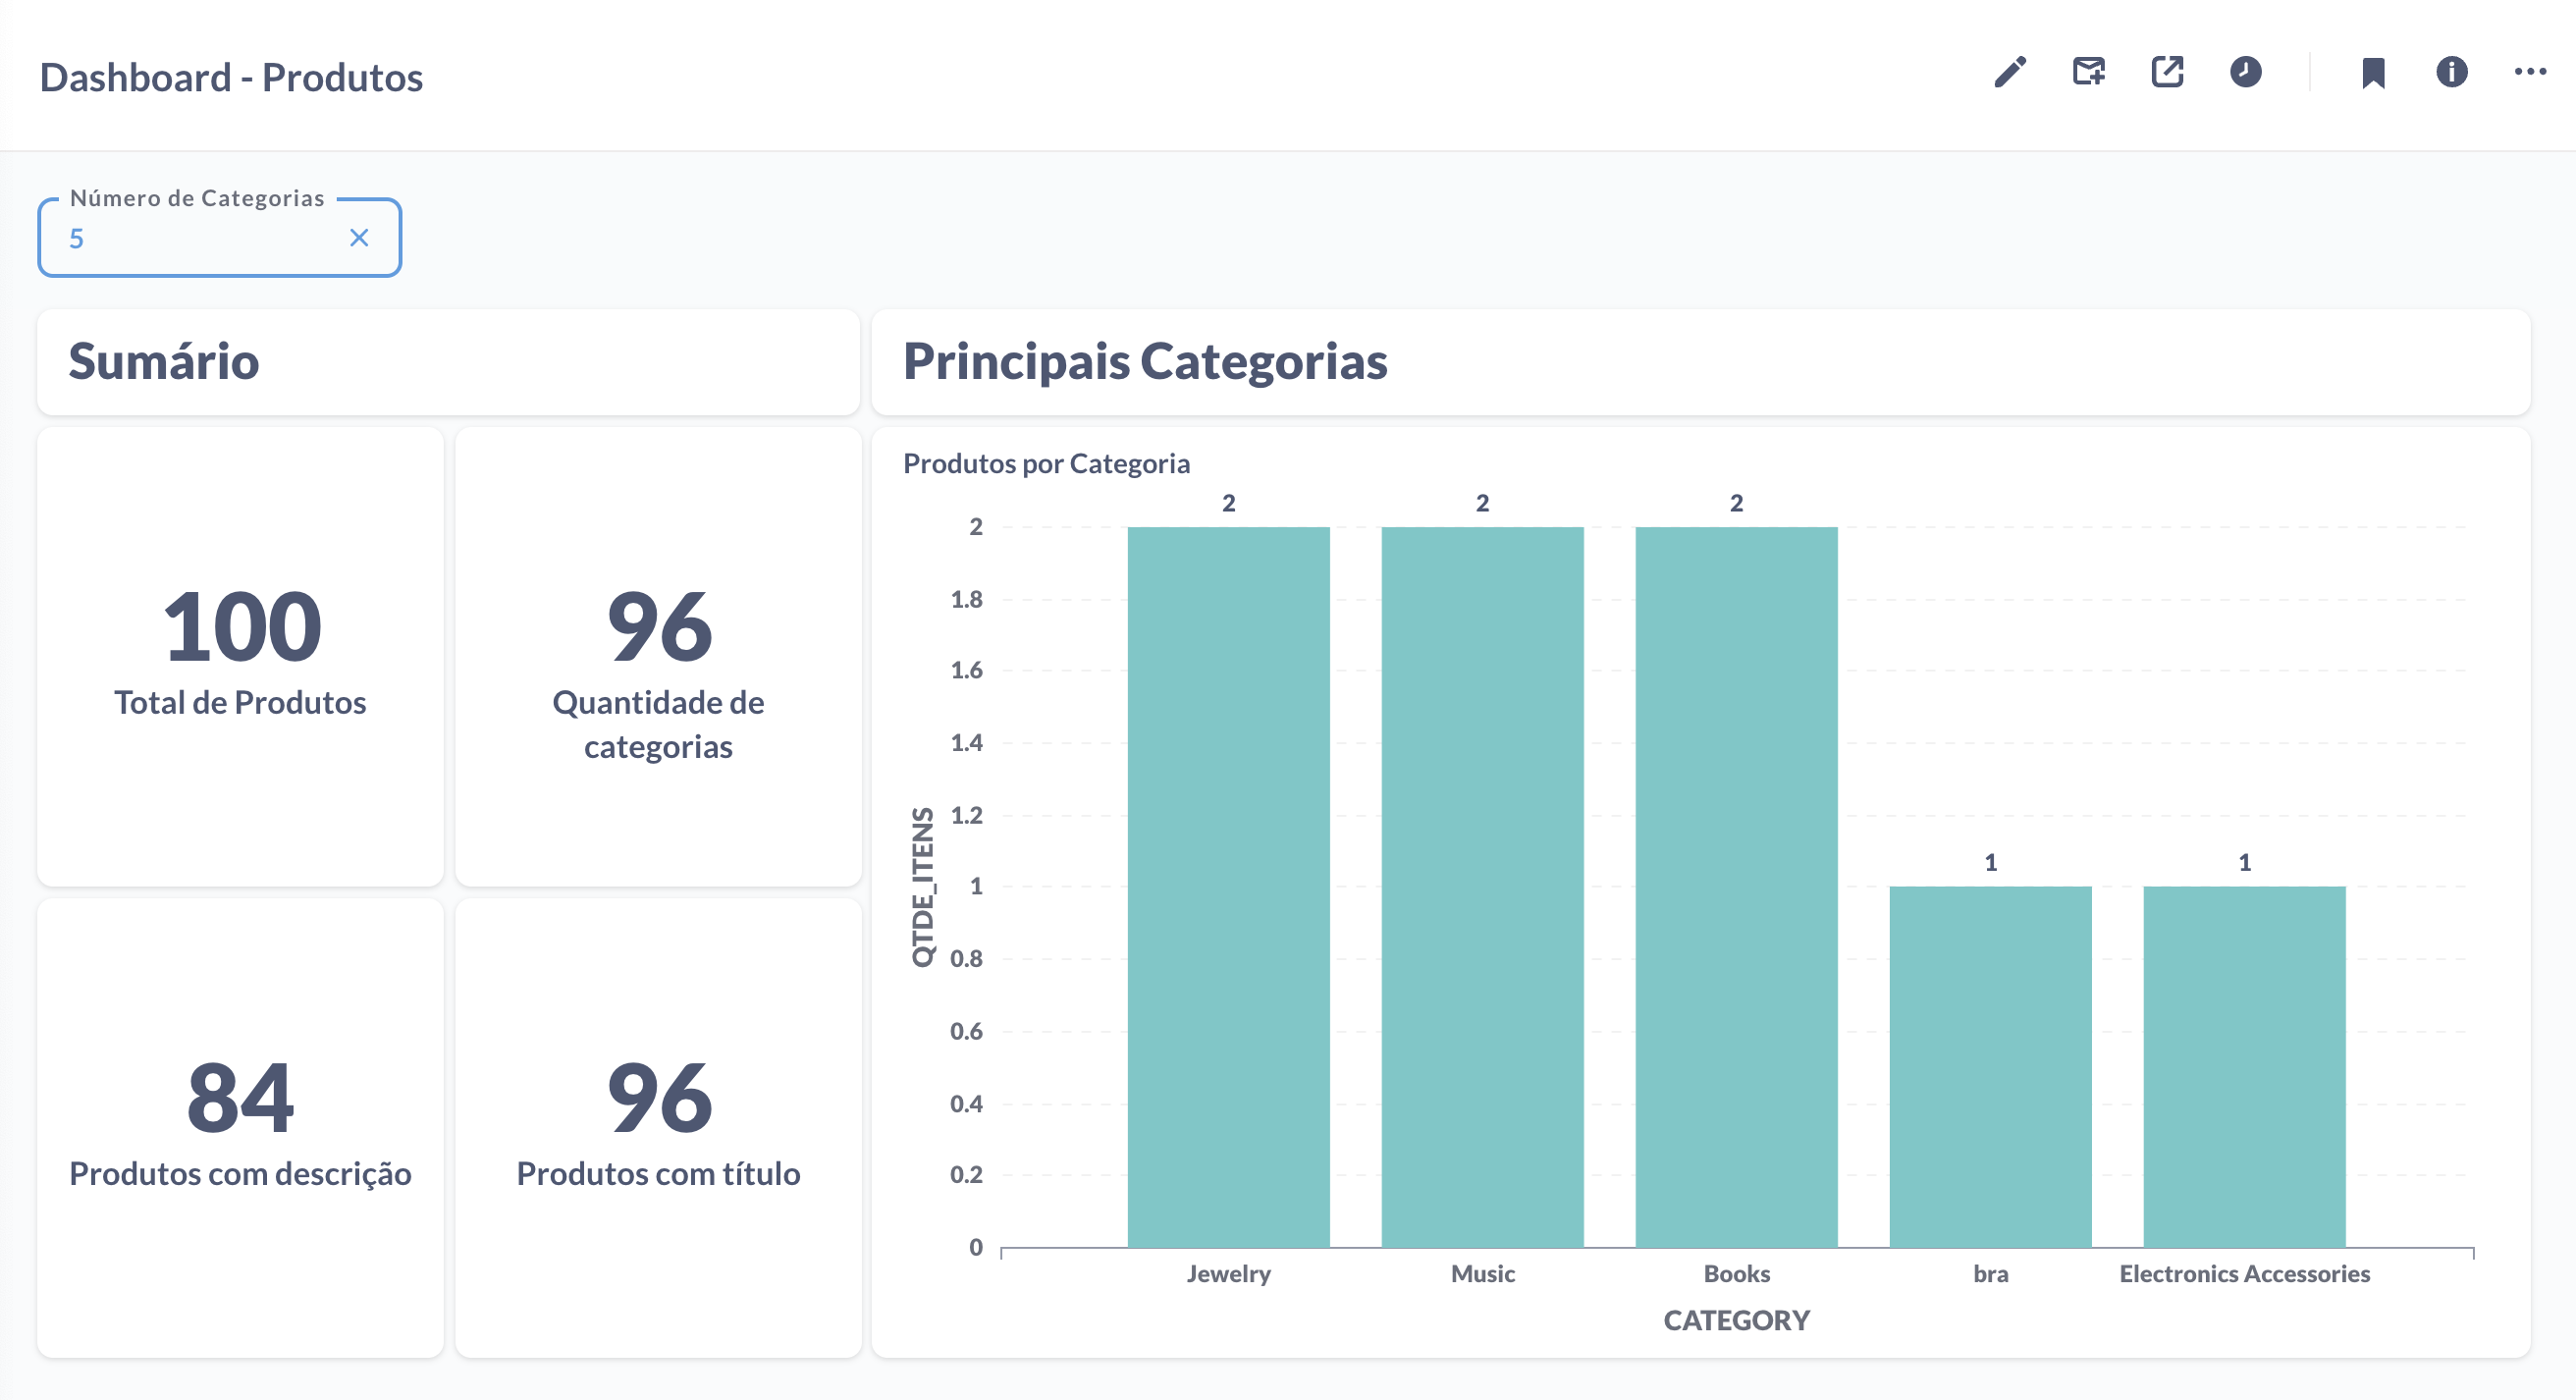 Dashboard - Produtos
Número de Categorias
5
Sumário
Principais Categorias
100
Total de Produtos
96
Quantidade de
categorias
84
Produtos com descrição
96
Produtos com título
Produtos por Categoria
2
2
2
1
1
2
1.8
1.6
1.4
1.2
1
0.8
0.6
0.4
0.2
0
QTDE_ITENS
Jewelry
Music
Books
bra
Electronics Accessories
CATEGORY